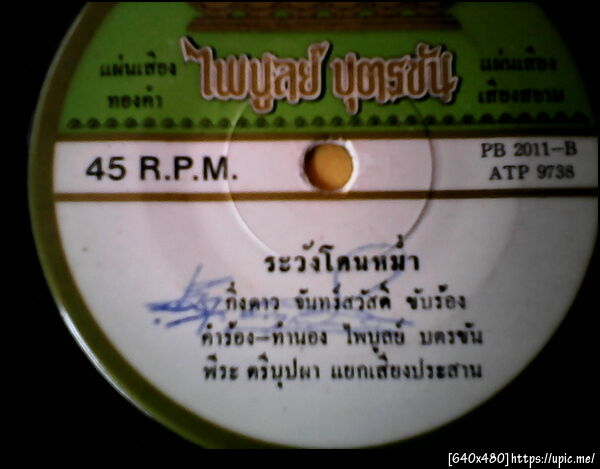 ไพบูลย์ บุตรขัน
แผ่นเสียง
ทองคำ
แผ่นเสียง
เสียงสยาม
45 R.P.M.
PB 2011-B
ATP 9738
ระวังโดนหม่ำ
กิ่งดาว จันทร์สวัสดิ์ ขับร้อง
คำร้อง-ทำนอง ไพบูลย์ บุตรขัน
พีระ ตรีบุปผา แยกเสียงประสาน
[640x480]https://upic.me/